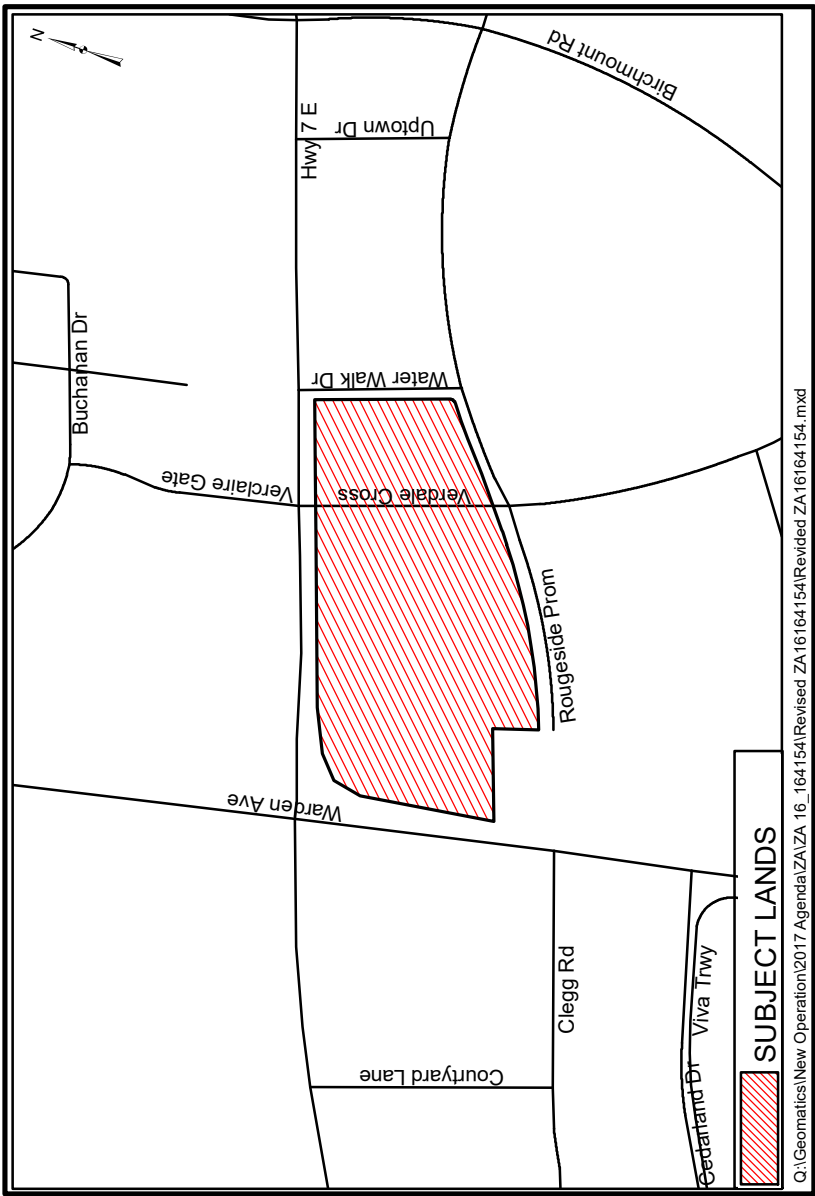 N
Birchmount Rd
Uptown Dr
Hwy 7 E
Buchanan Dr
Water Walk Dr
Verclaire Gate
Verdale Cross
Rougeside Prom
Warden Ave
Clegg Rd
Courtyard Lane
Viva Trwy
Cedarland Dr
SUBJECT LANDS
Q:\Geomatics\New Operation\2017 Agenda\ZA\ZA 16_164154\Revised ZA16164154\Revided ZA16164154.mxd